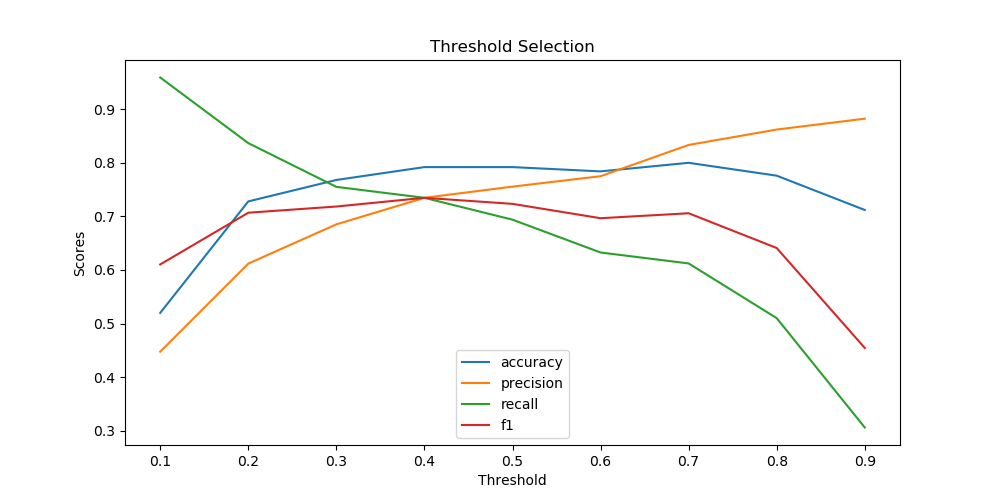 Threshold Selection
Scores
0.9
0.8
0.7
0.6
0.5
0.4
0.3
accuracy
precision
recall
f1
0.1 0.2 0.3 0.4 0.5 0.6 0.7 0.8 0.9
Threshold